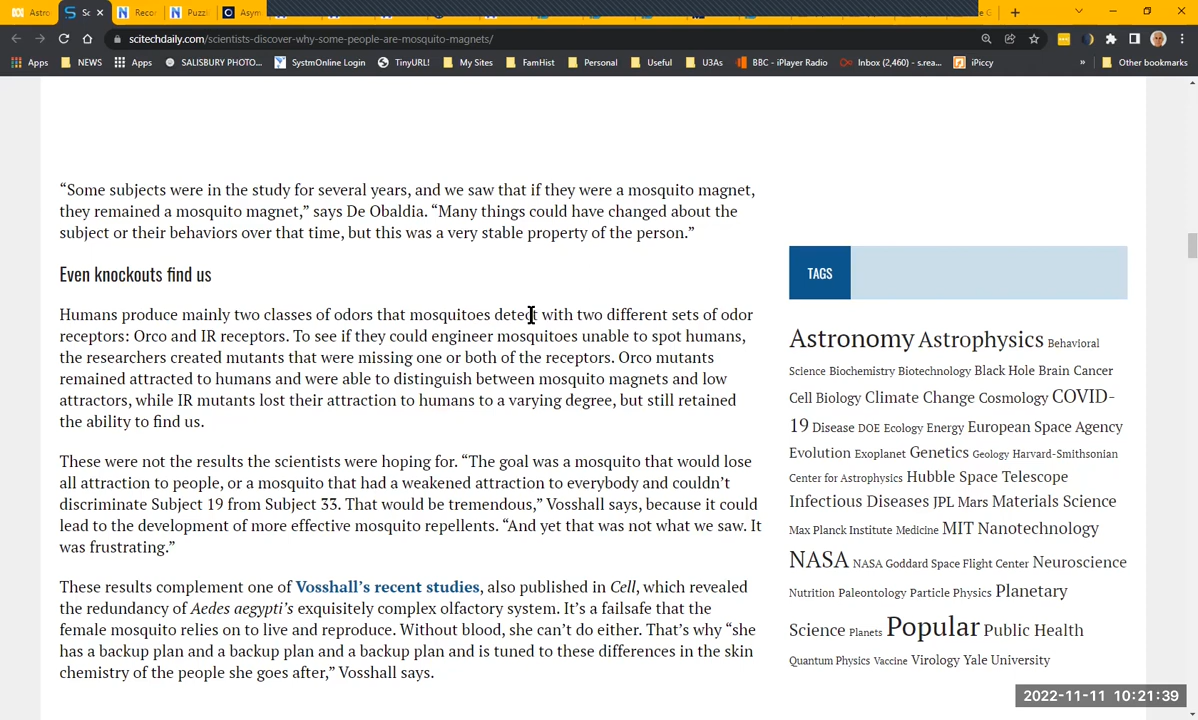 Astro
Sc
Reco
Puzzl
Asym
scitechdaily.com/scientists-discover-why-some-people-are-mosquito-magnets/
Apps NEWS Apps SALISBURY PHOTO... SystmOnline Login TinyURL! My Sites FamHist Personal Useful U3As BBC - iPlayer Radio Inbox (2,460) - s.rea... iPiccy » Other bookmarks
“Some subjects were in the study for several years, and we saw that if they were a mosquito magnet,
they remained a mosquito magnet,” says De Obaldia. “Many things could have changed about the
subject or their behaviors over that time, but this was a very stable property of the person.”
Even knockouts find us
Humans produce mainly two classes of odors that mosquitoes detect with two different sets of odor
receptors: Orco and IR receptors. To see if they could engineer mosquitoes unable to spot humans,
the researchers created mutants that were missing one or both of the receptors. Orco mutants
remained attracted to humans and were able to distinguish between mosquito magnets and low
attractors, while IR mutants lost their attraction to humans to a varying degree, but still retained
the ability to find us.
These were not the results the scientists were hoping for. “The goal was a mosquito that would lose
all attraction to people, or a mosquito that had a weakened attraction to everybody and couldn’t
discriminate Subject 19 from Subject 33. That would be tremendous,” Vosshall says, because it could
lead to the development of more effective mosquito repellents. “And yet that was not what we saw. It
was frustrating.”
These results complement one of Vosshall’s recent studies, also published in Cell, which revealed
the redundancy of Aedes aegypti’s exquisitely complex olfactory system. It’s a failsafe that the
female mosquito relies on to live and reproduce. Without blood, she can’t do either. That’s why “she
has a backup plan and a backup plan and a backup plan and is tuned to these differences in the skin
chemistry of the people she goes after,” Vosshall says.
TAGS
Astronomy Astrophysics Behavioral
Science Biochemistry Biotechnology Black Hole Brain Cancer
Cell Biology Climate Change Cosmology COVID-
19 Disease DOE Ecology Energy European Space Agency
Evolution Exoplanet Genetics Geology Harvard-Smithsonian
Center for Astrophysics Hubble Space Telescope
Infectious Diseases JPL Mars Materials Science
Max Planck Institute Medicine MIT Nanotechnology
NASA NASA Goddard Space Flight Center Neuroscience
Nutrition Paleontology Particle Physics Planetary
Science Planets Popular Public Health
Quantum Physics Vaccine Virology Yale University
2022-11-11 10:21:39